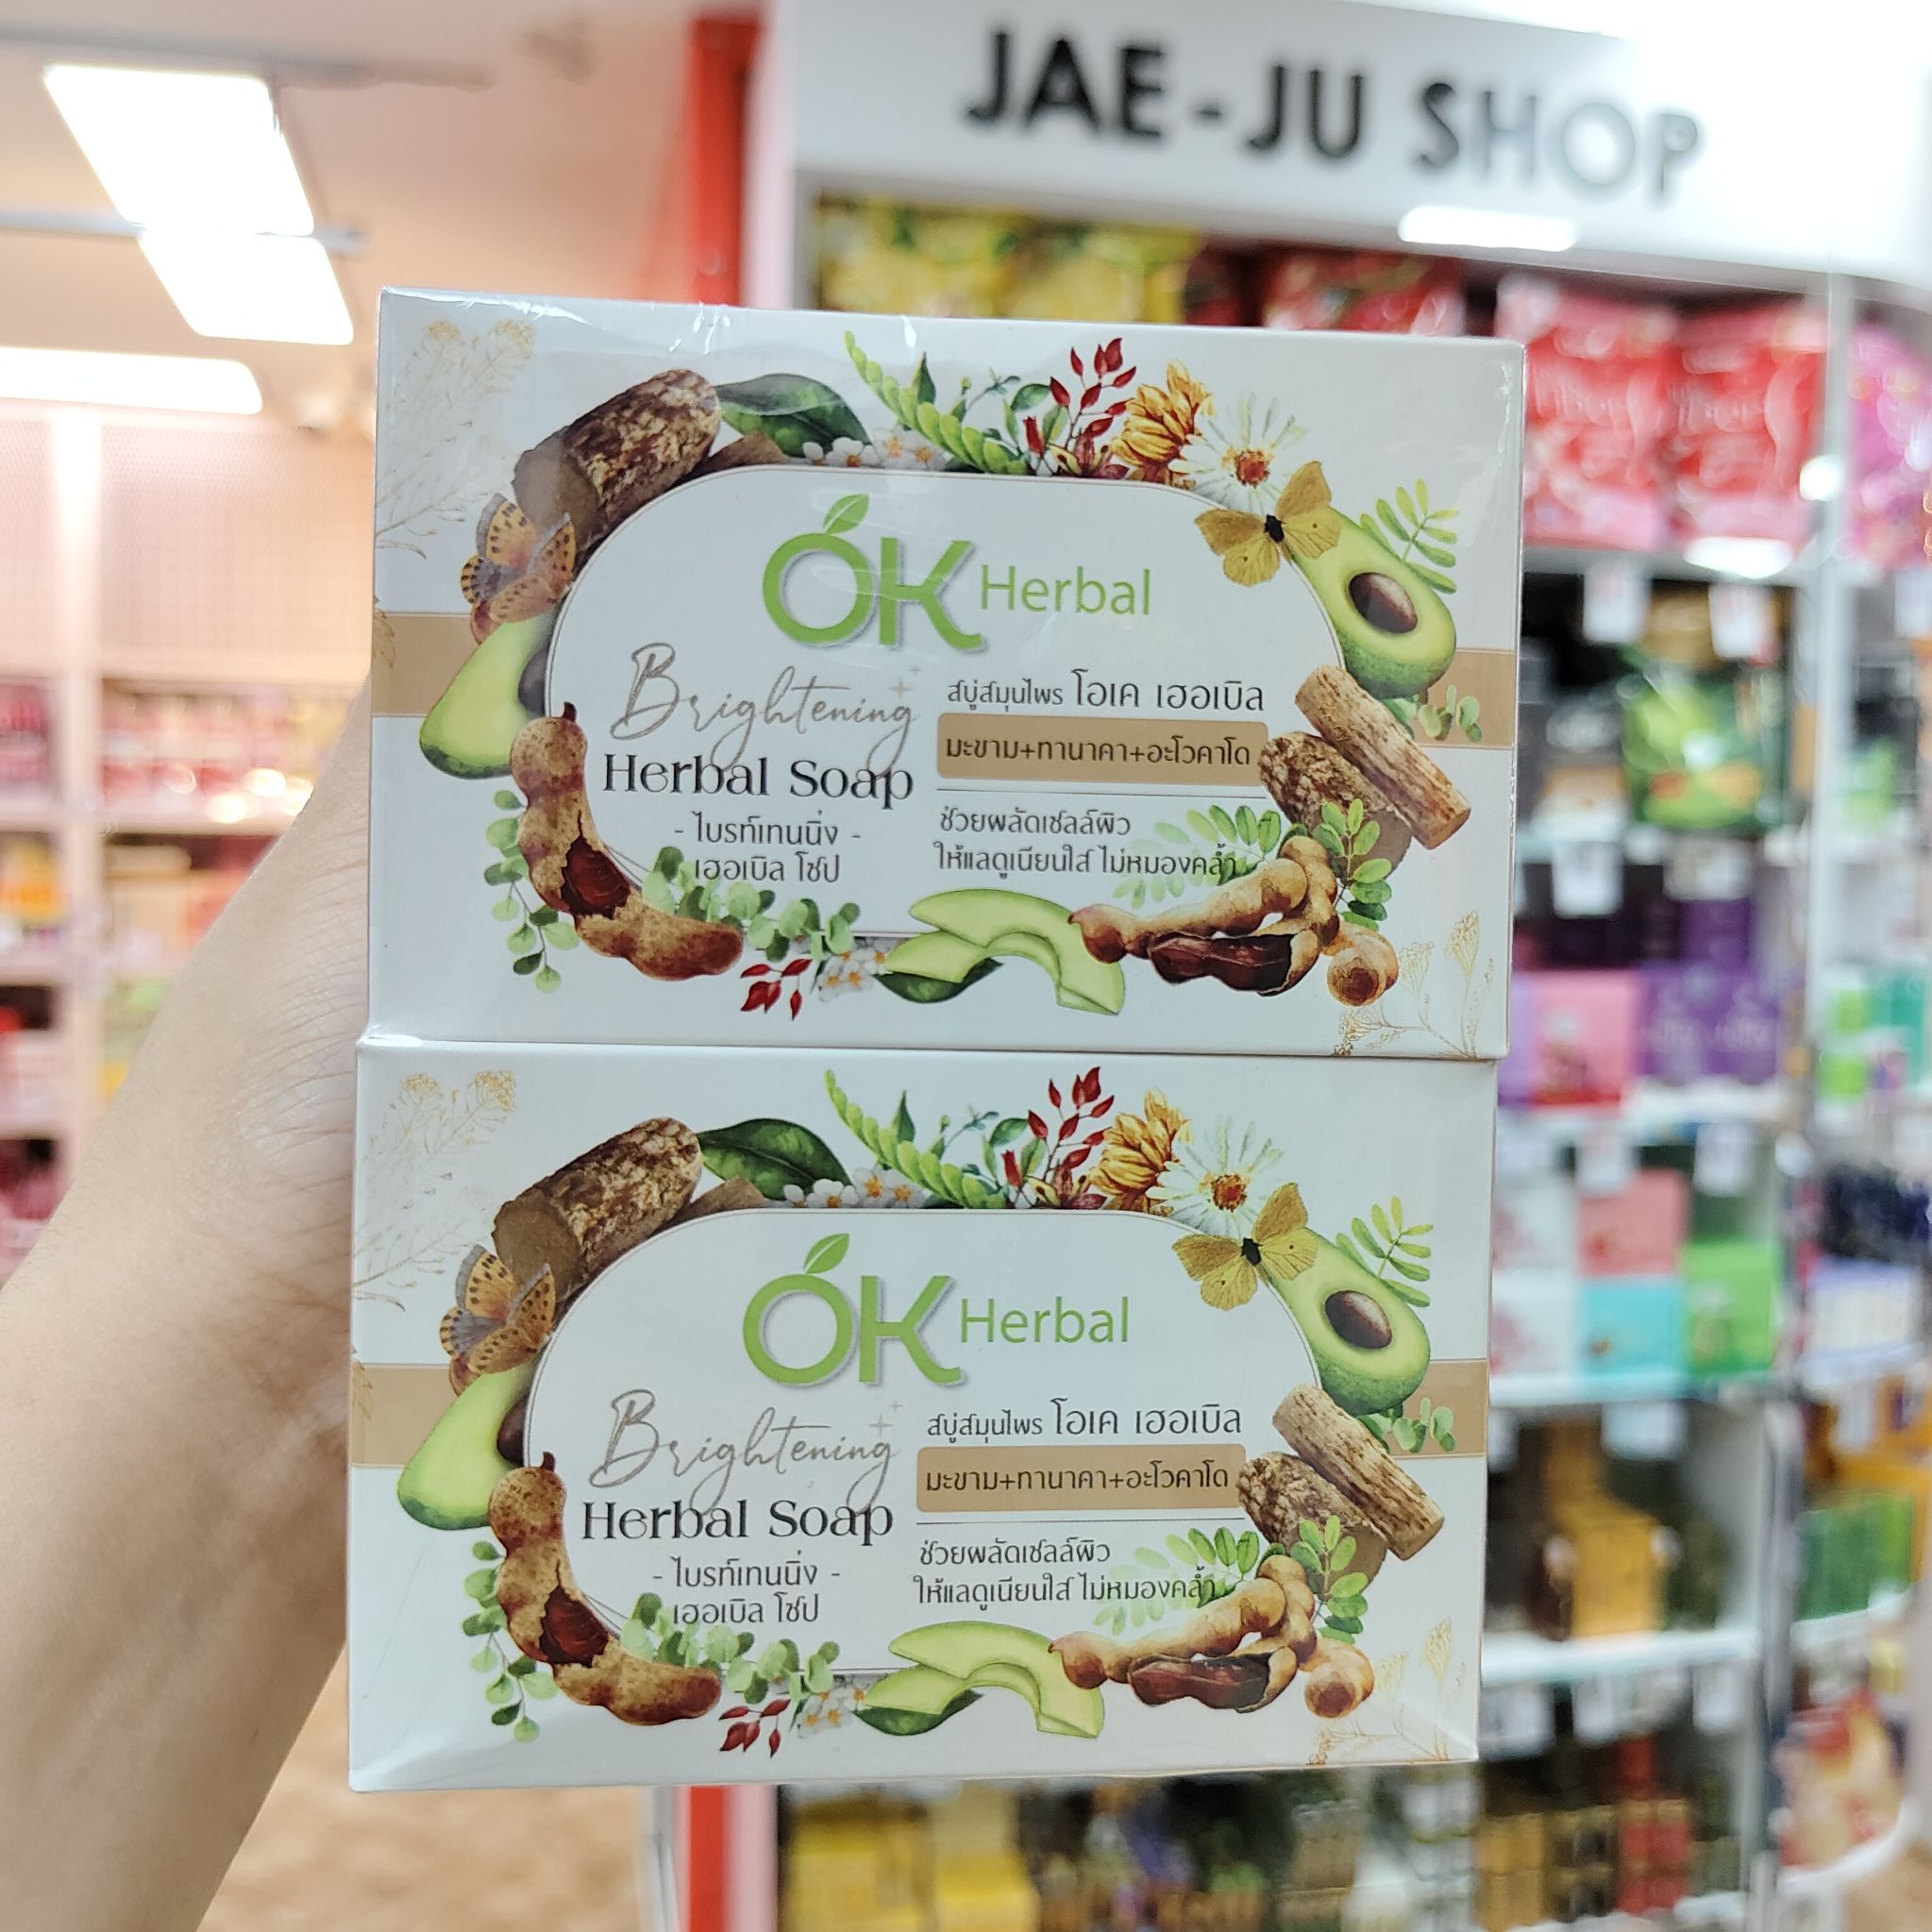 JAE-JU SHOP
OK Herbal
Brightening
Herbal Soap
- ไบรท์เทนนิ่ง -
เฮอเบิล โซป
สบู่สมุนไพร โอเค เฮอเบิล
มะขาม+ทานาคา+อะโวคาโด
ช่วยผลัดเซลล์ผิว
ให้แลดูเนียนใส ไม่หมองคล้ำ
OK Herbal
Brightening
Herbal Soap
- ไบรท์เทนนิ่ง -
เฮอเบิล โซป
สบู่สมุนไพร โอเค เฮอเบิล
มะขาม+ทานาคา+อะโวคาโด
ช่วยผลัดเซลล์ผิว
ให้แลดูเนียนใส ไม่หมองคล้ำ